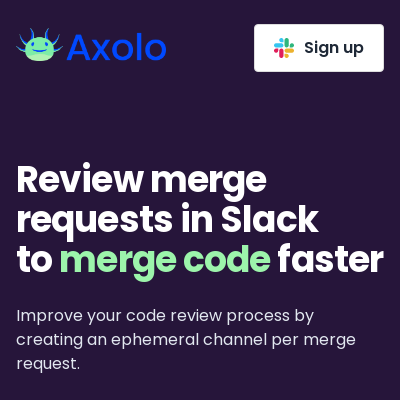 Axolo
Sign up
Review merge
requests in Slack
to merge code faster
Improve your code review process by
creating an ephemeral channel per merge
request.